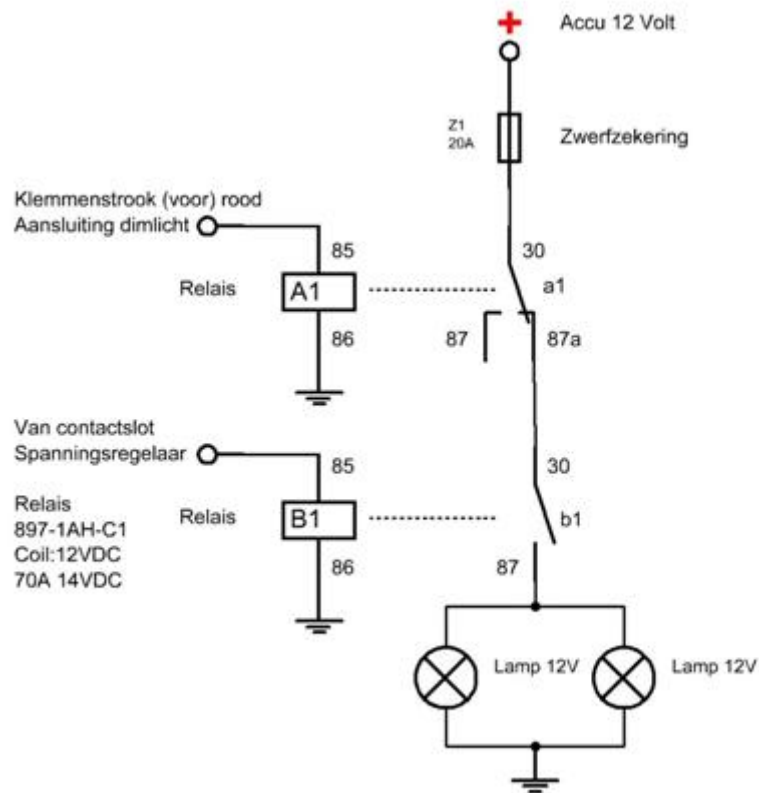 Accu 12 Volt
Z1
20A
Zwerfzekering
Klemmenstrook (voor) rood
Aansluiting dimlicht
85
30
Relais
A1
a1
86
87
87a
Van contactslot
Spanningsregelaar
85
30
Relais
897-1AH-C1
Coil:12VDC
70A 14VDC
Relais
B1
b1
86
87
Lamp 12V
Lamp 12V